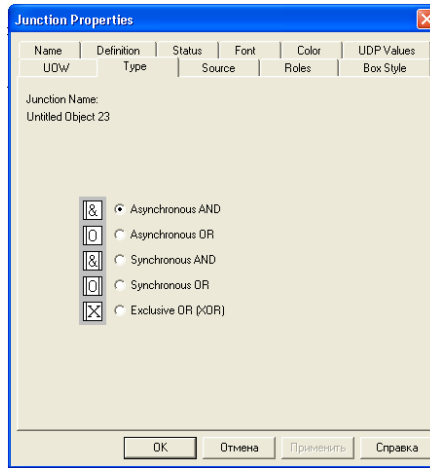 Junction Properties
Name Definition Status Font Color UDP Values
UOW Type Source Roles Box Style
Junction Name:
Untitled Object 23
& Asynchronous AND
O Asynchronous OR
& Synchronous AND
O Synchronous OR
X Exclusive OR (XOR)
OK Отмена Применить Справка